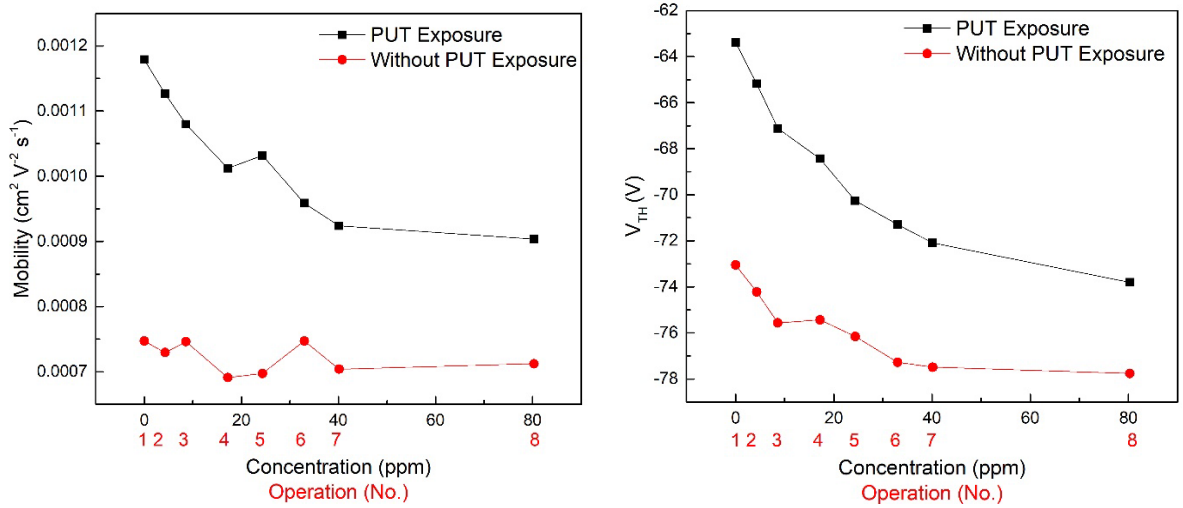 PUT Exposure
Without PUT Exposure
Mobility (cm² V⁻² s⁻¹)
0.0012
0.0011
0.0010
0.0009
0.0008
0.0007
0 20 40 60 80
1 2 3 4 5 6 7 8
Concentration (ppm)
Operation (No.)
PUT Exposure
Without PUT Exposure
V_TH (V)
-62
-64
-66
-68
-70
-72
-74
-76
-78
0 20 40 60 80
1 2 3 4 5 6 7 8
Concentration (ppm)
Operation (No.)